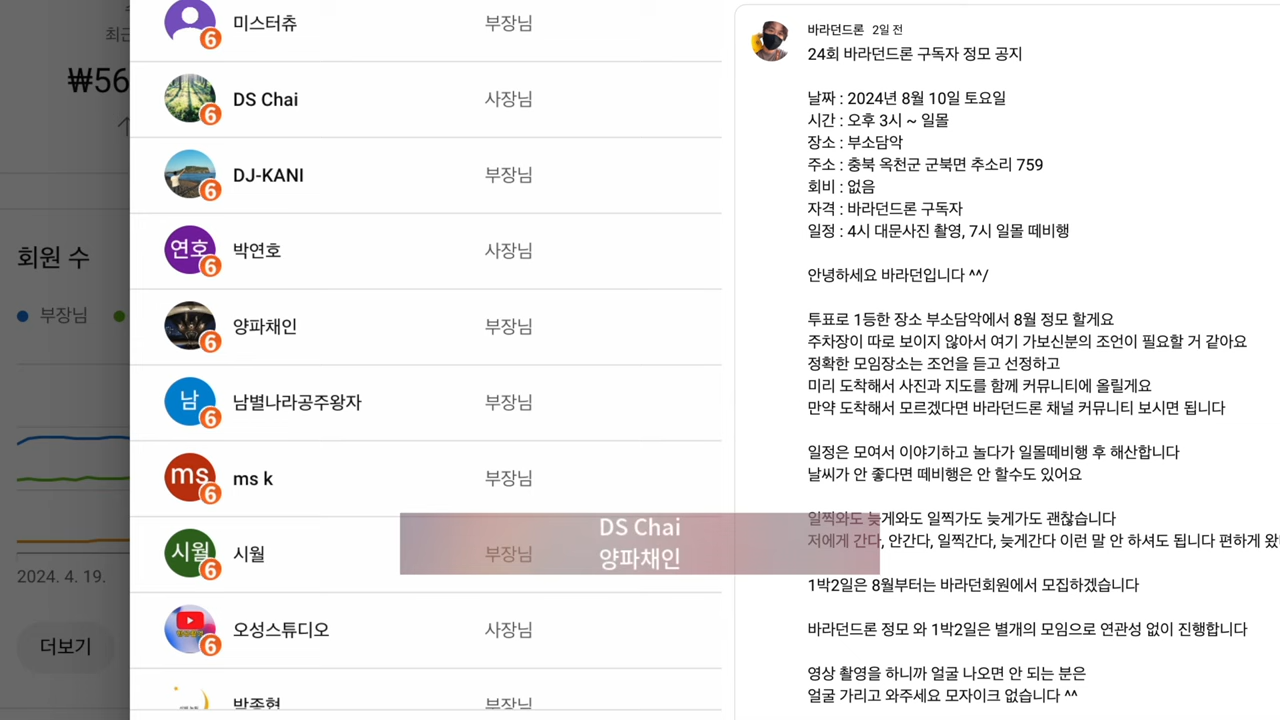 최근
₩56
회원 수
부장님
2024. 4. 19.
더보기
미스터츄 부장님
6
DS Chai 사장님
6
DJ-KANI 부장님
6
연호
박연호 사장님
6
양파채인 부장님
6
남
남별나라공주왕자 부장님
6
ms
ms k 부장님
6
시월
시월 부장님
6
오성스튜디오 사장님
6
박종현 부장님
DS Chai
양파채인
바라던드론 2일 전
24회 바라던드론 구독자 정모 공지
날짜 : 2024년 8월 10일 토요일
시간 : 오후 3시 ~ 일몰
장소 : 부소담악
주소 : 충북 옥천군 군북면 추소리 759
회비 : 없음
자격 : 바라던드론 구독자
일정 : 4시 대문사진 촬영, 7시 일몰 떼비행
안녕하세요 바라던입니다 ^^/
투표로 1등한 장소 부소담악에서 8월 정모 할게요
주차장이 따로 보이지 않아서 여기 가보신분의 조언이 필요할 거 같아요
정확한 모임장소는 조언을 듣고 선정하고
미리 도착해서 사진과 지도를 함께 커뮤니티에 올릴게요
만약 도착해서 모르겠다면 바라던드론 채널 커뮤니티 보시면 됩니다
일정은 모여서 이야기하고 놀다가 일몰떼비행 후 해산합니다
날씨가 안 좋다면 떼비행은 안 할수도 있어요
일찍와도 늦게와도 일찍가도 늦게가도 괜찮습니다
저에게 간다, 안간다, 일찍간다, 늦게간다 이런 말 안 하셔도 됩니다 편하게 왔
1박2일은 8월부터는 바라던회원에서 모집하겠습니다
바라던드론 정모 와 1박2일은 별개의 모임으로 연관성 없이 진행합니다
영상 촬영을 하니까 얼굴 나오면 안 되는 분은
얼굴 가리고 와주세요 모자이크 없습니다 ^^